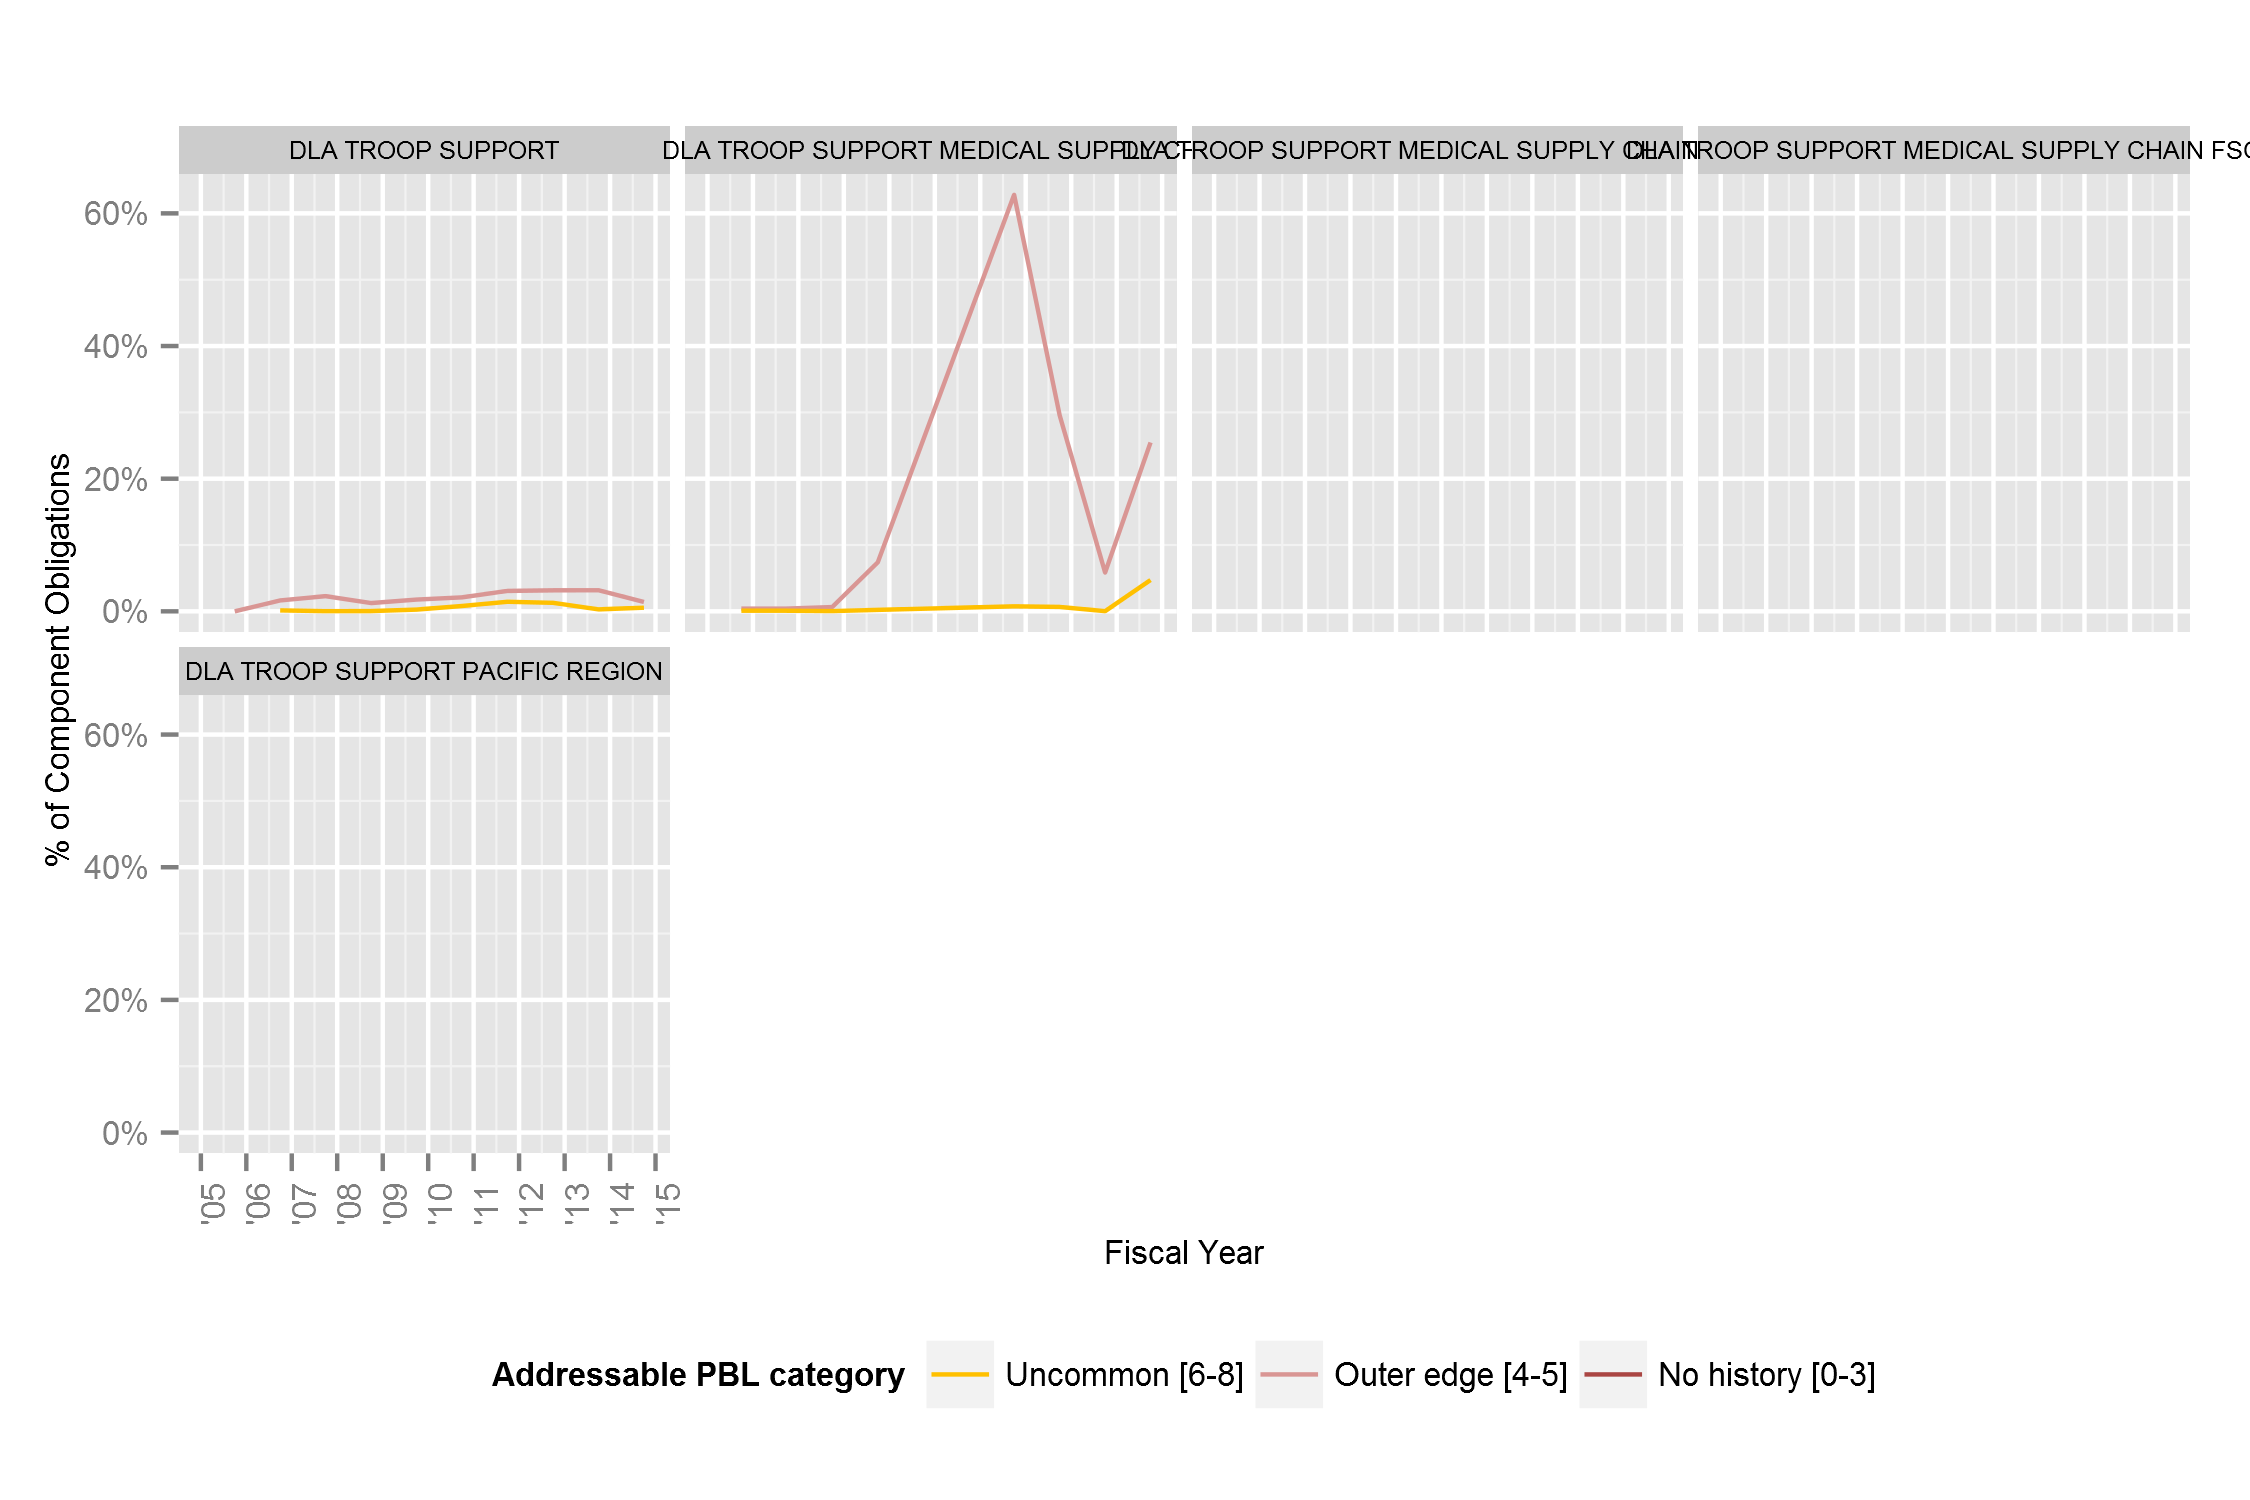 DLA TROOP SUPPORT
DLA TROOP SUPPORT MEDICAL SUPPLY
TROOP SUPPORT MEDICAL SUPPLY CHAIN
TROOP SUPPORT MEDICAL SUPPLY CHAIN
60%
40%
20%
0%
DLA TROOP SUPPORT PACIFIC REGION
60%
40%
20%
0%
% of Component Obligations
'05 '06 '07 '08 '09 '10 '11 '12 '13 '14 '15
Fiscal Year
Addressable PBL category Uncommon [6-8] Outer edge [4-5] No history [0-3]